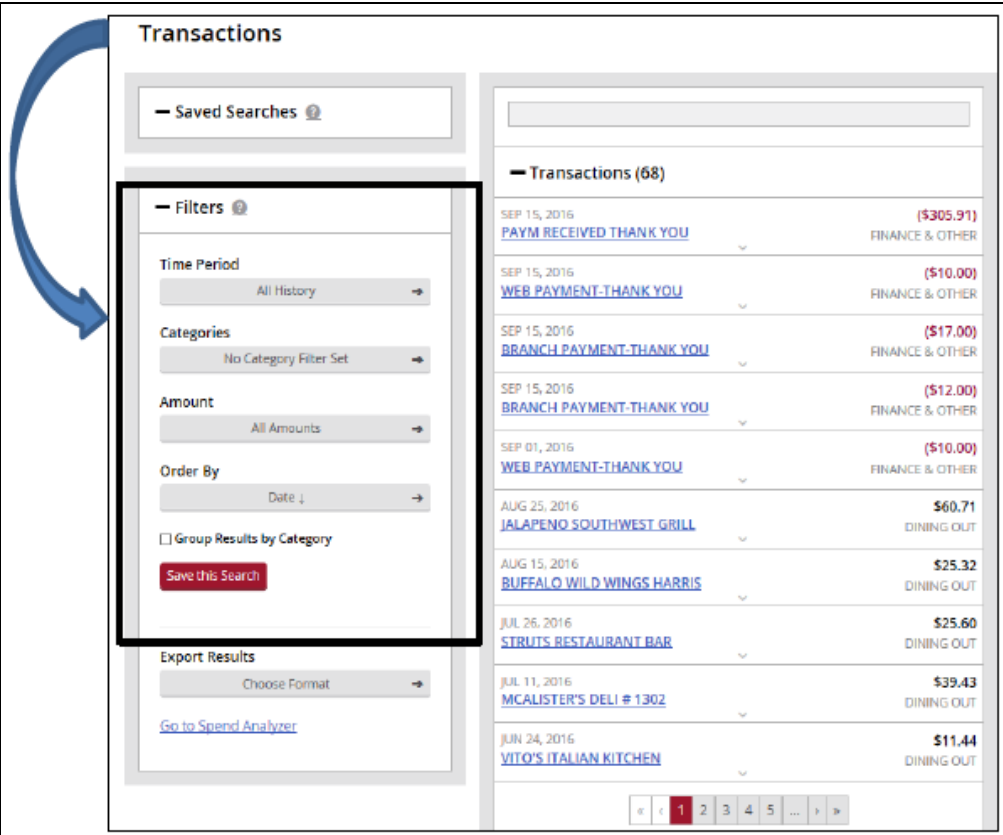 Transactions
Saved Searches ?
Filters ?
Time Period
All History
Categories
No Category Filter Set
Amount
All Amounts
Order By
Date ↓
Group Results by Category
Save this Search
Export Results
Choose Format
Go to Spend Analyzer
Transactions (68)
SEP 15, 2016 ($305.91)
PAYM RECEIVED THANK YOU FINANCE & OTHER
SEP 15, 2016 ($10.00)
WEB PAYMENT-THANK YOU FINANCE & OTHER
SEP 15, 2016 ($17.00)
BRANCH PAYMENT-THANK YOU FINANCE & OTHER
SEP 15, 2016 ($12.00)
BRANCH PAYMENT-THANK YOU FINANCE & OTHER
SEP 01, 2016 ($10.00)
WEB PAYMENT-THANK YOU FINANCE & OTHER
AUG 25, 2016 $60.71
JALAPENO SOUTHWEST GRILL DINING OUT
AUG 15, 2016 $25.32
BUFFALO WILD WINGS HARRIS DINING OUT
JUL 26, 2016 $25.60
STRUTS RESTAURANT BAR DINING OUT
JUL 11, 2016 $39.43
MCALISTER'S DELI # 1302 DINING OUT
JUN 24, 2016 $11.44
VITO'S ITALIAN KITCHEN DINING OUT
« ‹ 1 2 3 4 5 ... › »